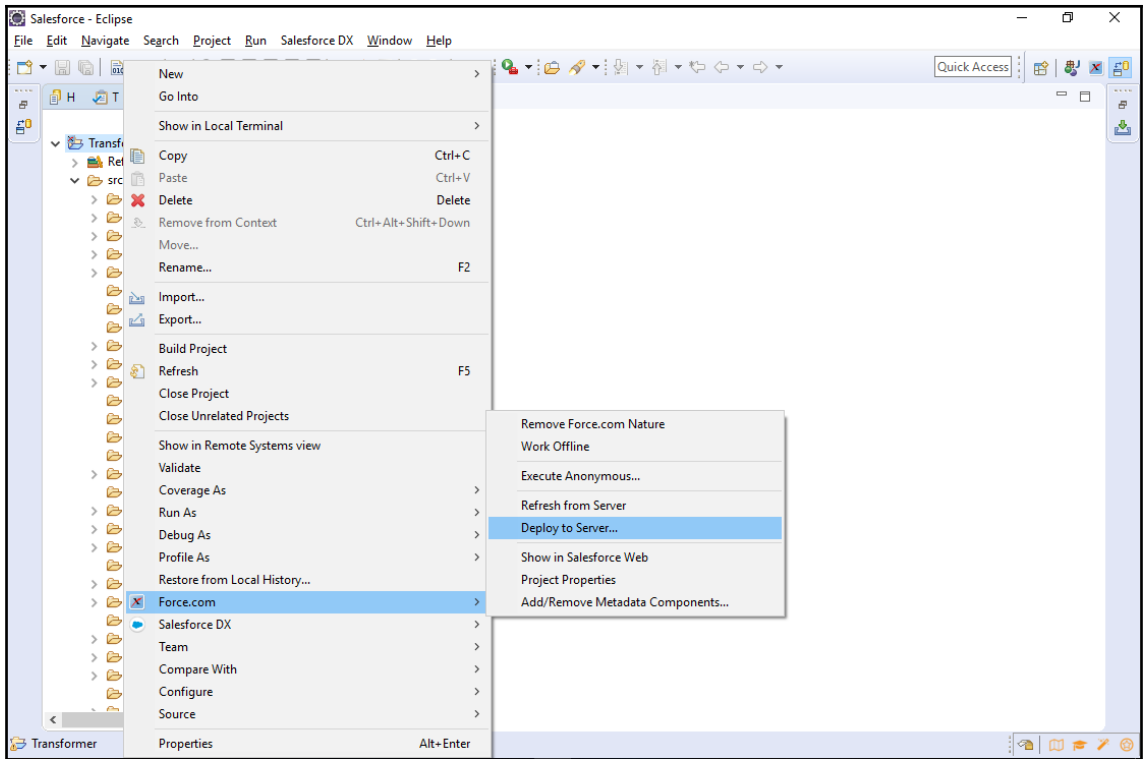 Salesforce - Eclipse
File Edit Navigate Search Project Run Salesforce DX Window Help
Quick Access
H T
Transf
Ref
src
New
Go Into
Show in Local Terminal
Copy Ctrl+C
Paste Ctrl+V
Delete Delete
Remove from Context Ctrl+Alt+Shift+Down
Move...
Rename... F2
Import...
Export...
Build Project
Refresh F5
Close Project
Close Unrelated Projects
Show in Remote Systems view
Validate
Coverage As
Run As
Debug As
Profile As
Restore from Local History...
Force.com
Salesforce DX
Team
Compare With
Configure
Source
Properties Alt+Enter
Remove Force.com Nature
Work Offline
Execute Anonymous...
Refresh from Server
Deploy to Server...
Show in Salesforce Web
Project Properties
Add/Remove Metadata Components...
Transformer